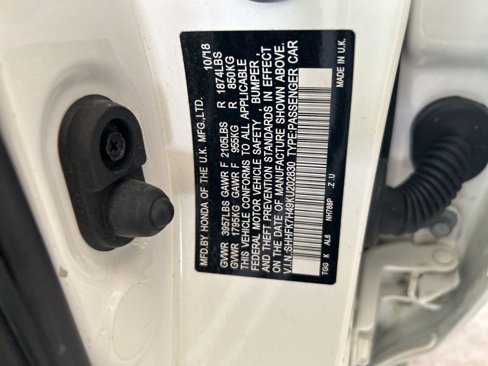 MFD.BY HONDA OF THE U.K. MFG.,LTD. 10/18
GVWR 3957LBS GAWR F 2105LBS R 1874LBS
GVWR 1795KG GAWR F 955KG R 850KG
THIS VEHICLE CONFORMS TO ALL APPLICABLE
FEDERAL MOTOR VEHICLE SAFETY , BUMPER ,
AND THEFT PREVENTION STANDARDS IN EFFECT
ON THE DATE OF MANUFACTURE SHOWN ABOVE.
V.I.N.:SHHFK7H49KU202830 TYPE:PASSENGER CAR
TGG K AL6 NH788P .Z .U MADE IN U.K.